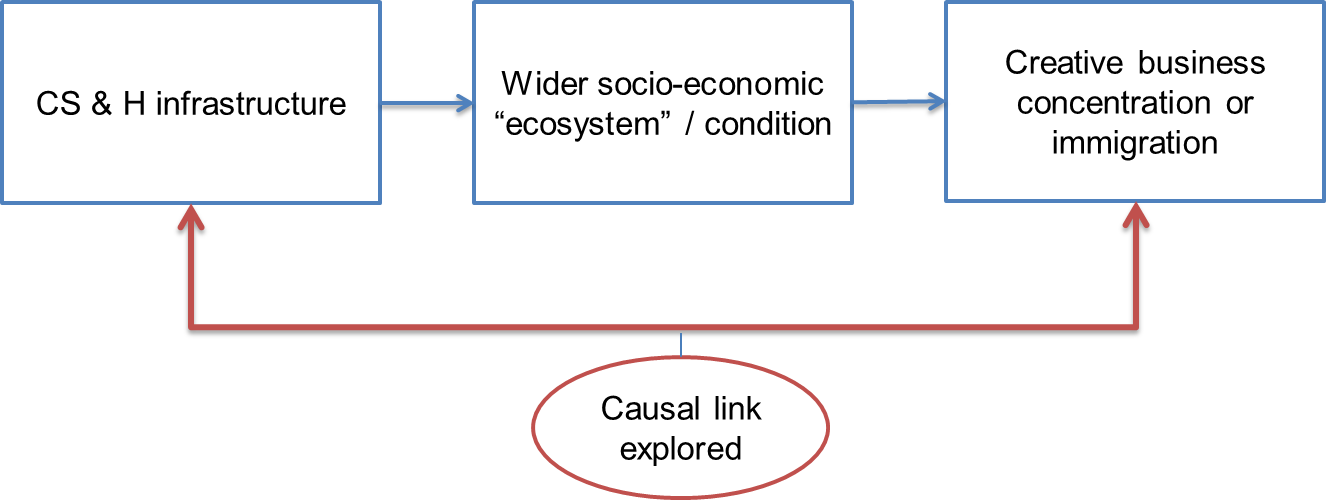 CS & H infrastructure
Wider socio-economic
“ecosystem” / condition
Creative business
concentration or
immigration
Causal link
explored